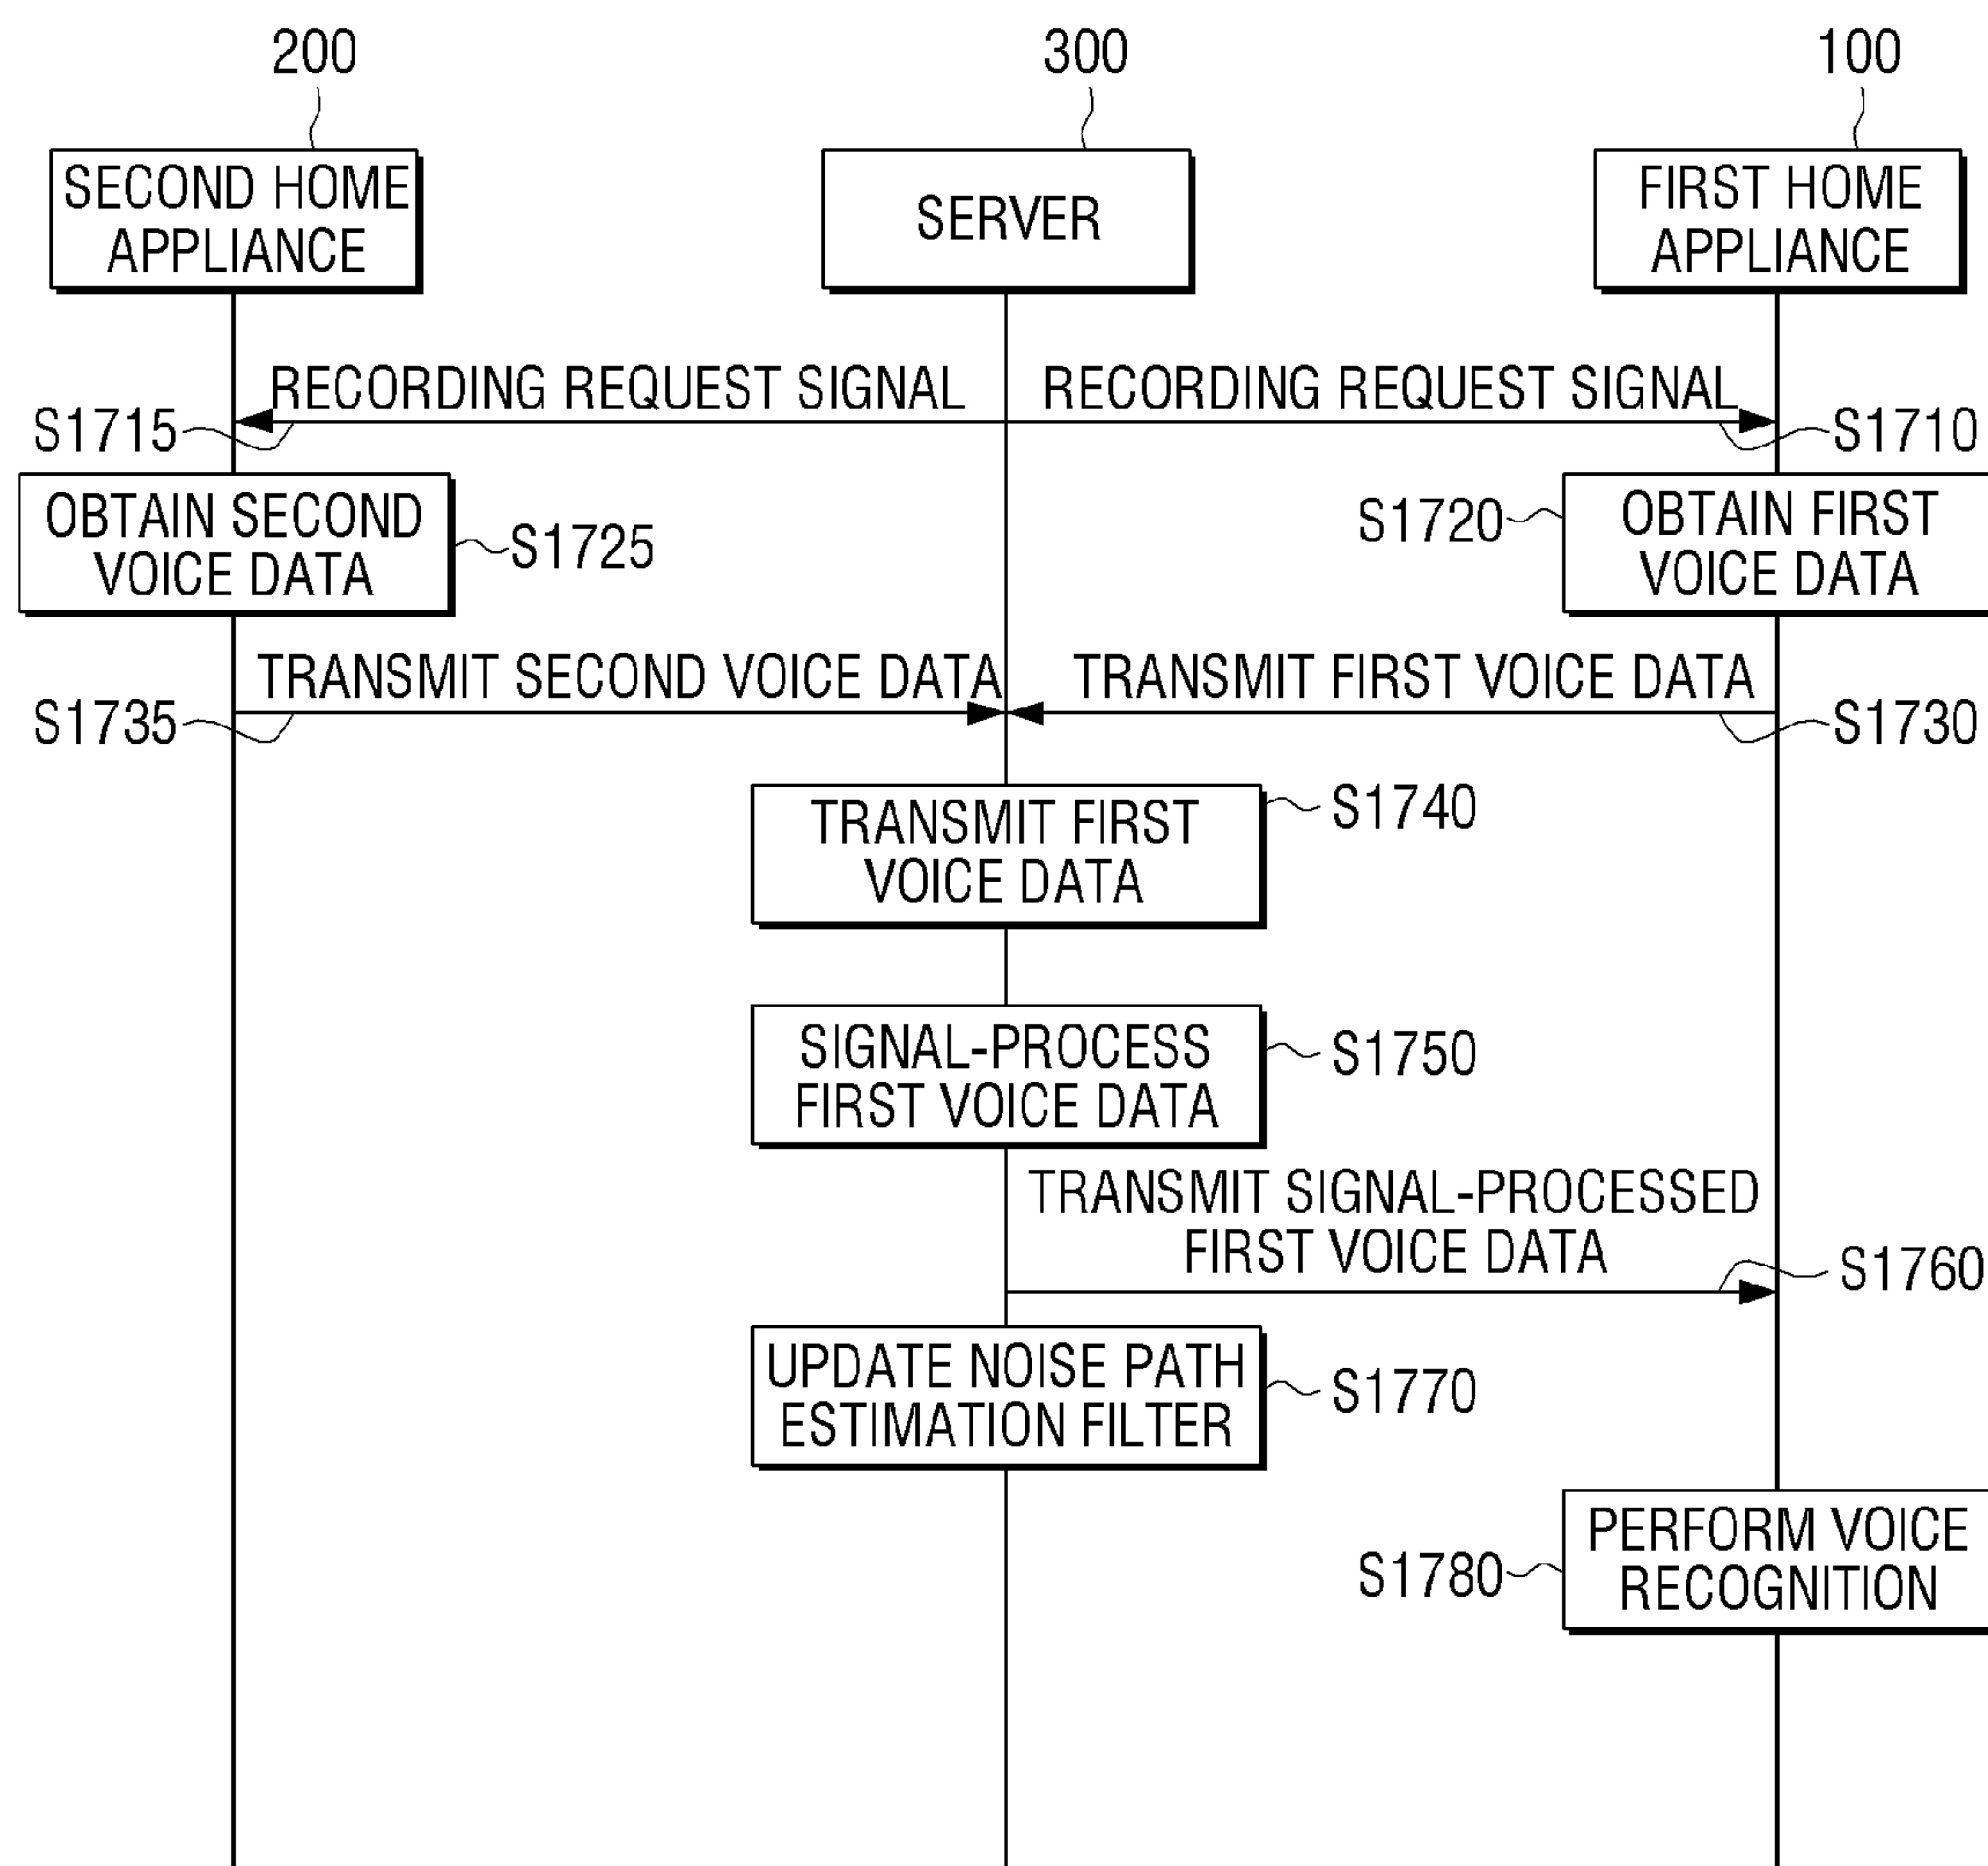 200
300
100
SECOND HOME
APPLIANCE
SERVER
FIRST HOME
APPLIANCE
RECORDING REQUEST SIGNAL
RECORDING REQUEST SIGNAL
S1715
S1710
OBTAIN SECOND
VOICE DATA
S1725
S1720
OBTAIN FIRST
VOICE DATA
TRANSMIT SECOND VOICE DATA
TRANSMIT FIRST VOICE DATA
S1735
S1730
TRANSMIT FIRST
VOICE DATA
S1740
SIGNAL-PROCESS
FIRST VOICE DATA
S1750
TRANSMIT SIGNAL-PROCESSED
FIRST VOICE DATA
S1760
UPDATE NOISE PATH
ESTIMATION FILTER
S1770
S1780
PERFORM VOICE
RECOGNITION